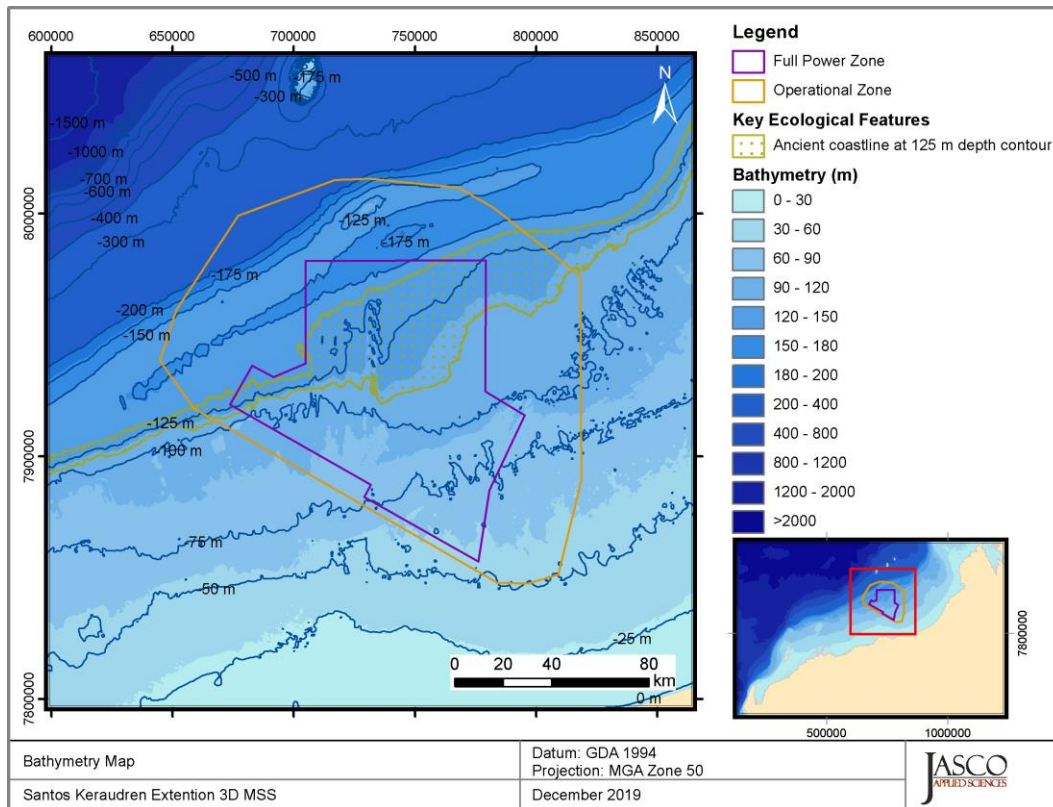 600000 650000 700000 750000 800000 850000
8000000
7900000
7800000
-500 m
-175 m
-300 m
-1500 m
-1000 m
-700 m
-600 m
-400 m
-300 m
-125 m
-175 m
-175 m
-200 m
-150 m
-125 m
-100 m
-75 m
-50 m
-25 m
0 m
N
0 20 40 80
km
Legend
Full Power Zone
Operational Zone
Key Ecological Features
Ancient coastline at 125 m depth contour
Bathymetry (m)
0 - 30
30 - 60
60 - 90
90 - 120
120 - 150
150 - 180
180 - 200
200 - 400
400 - 800
800 - 1200
1200 - 2000
>2000
7800000
500000 1000000
Bathymetry Map
Datum: GDA 1994
Projection: MGA Zone 50
Santos Keraudren Extention 3D MSS
December 2019
JASCO
APPLIED SCIENCES